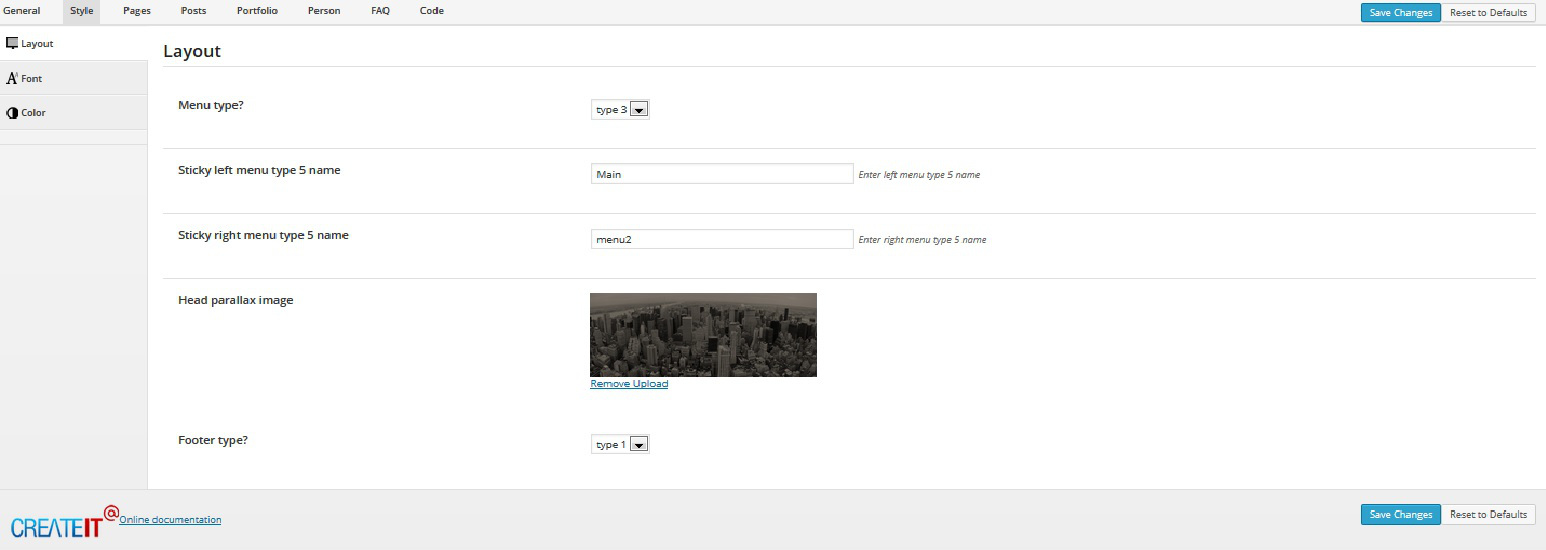 General Style Pages Posts Portfolio Person FAQ Code Save Changes Reset to Defaults
Layout
Font
Color
Layout
Menu type? type 3
Sticky left menu type 5 name Main Enter left menu type 5 name
Sticky right menu type 5 name menu2 Enter right menu type 5 name
Head parallax image
Remove Upload
Footer type? type 1
CREATEIT@ Online documentation Save Changes Reset to Defaults